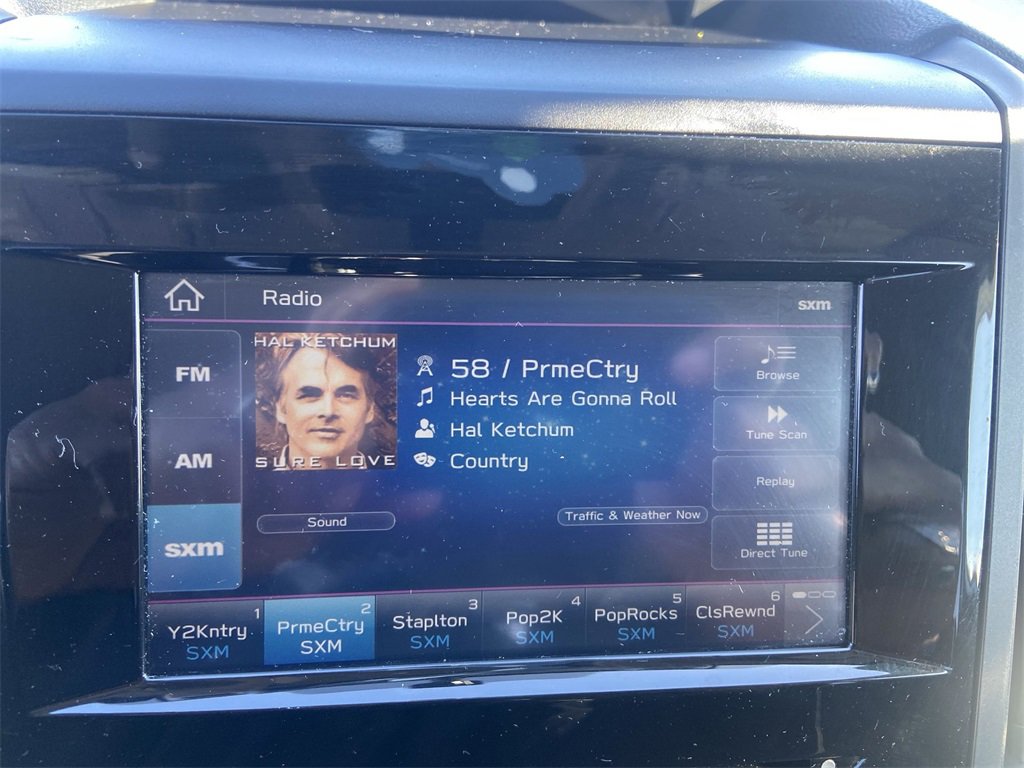 Radio
sxm
FM
AM
sxm
HAL KETCHUM
SURE LOVE
58 / PrmeCtry
Hearts Are Gonna Roll
Hal Ketchum
Country
Browse
Tune Scan
Replay
Direct Tune
Sound
Traffic & Weather Now
1
Y2Kntry
SXM
2
PrmeCtry
SXM
3
Staplton
SXM
4
Pop2K
SXM
5
PopRocks
SXM
6
ClsRewnd
SXM